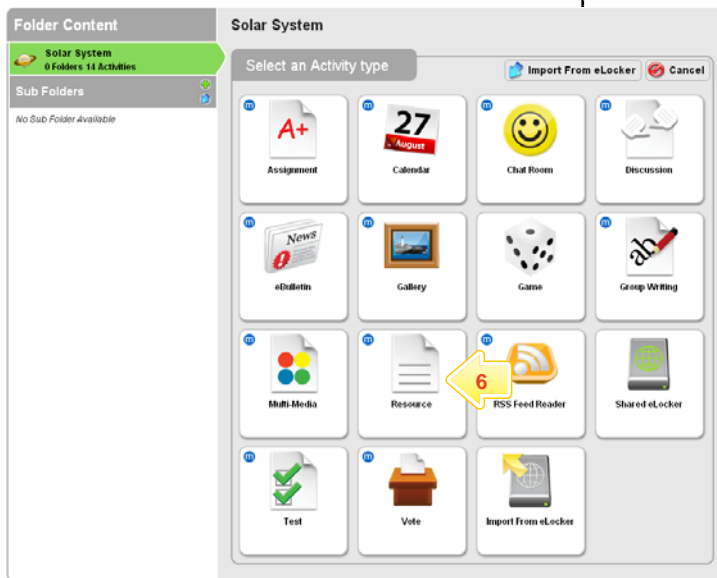 Folder Content
Solar System
Solar System
0 Folders 14 Activities
Sub Folders
No Sub Folder Available
Select an Activity type
Import From eLocker
Cancel
m
A+
Assignment
m
27
August
Calendar
m
Chat Room
m
Discussion
m
News
eBulletin
m
Gallery
Game
m
ab
Group Writing
m
Multi-Media
m
Resource
6
m
RSS Feed Reader
Shared eLocker
m
Test
m
Vote
Import From eLocker